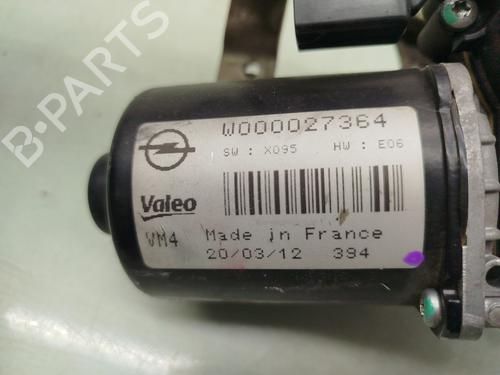 W000027364
SW : X095 HW : E06
Valeo
VM4 Made in France
20/03/12 394
B-PARTS